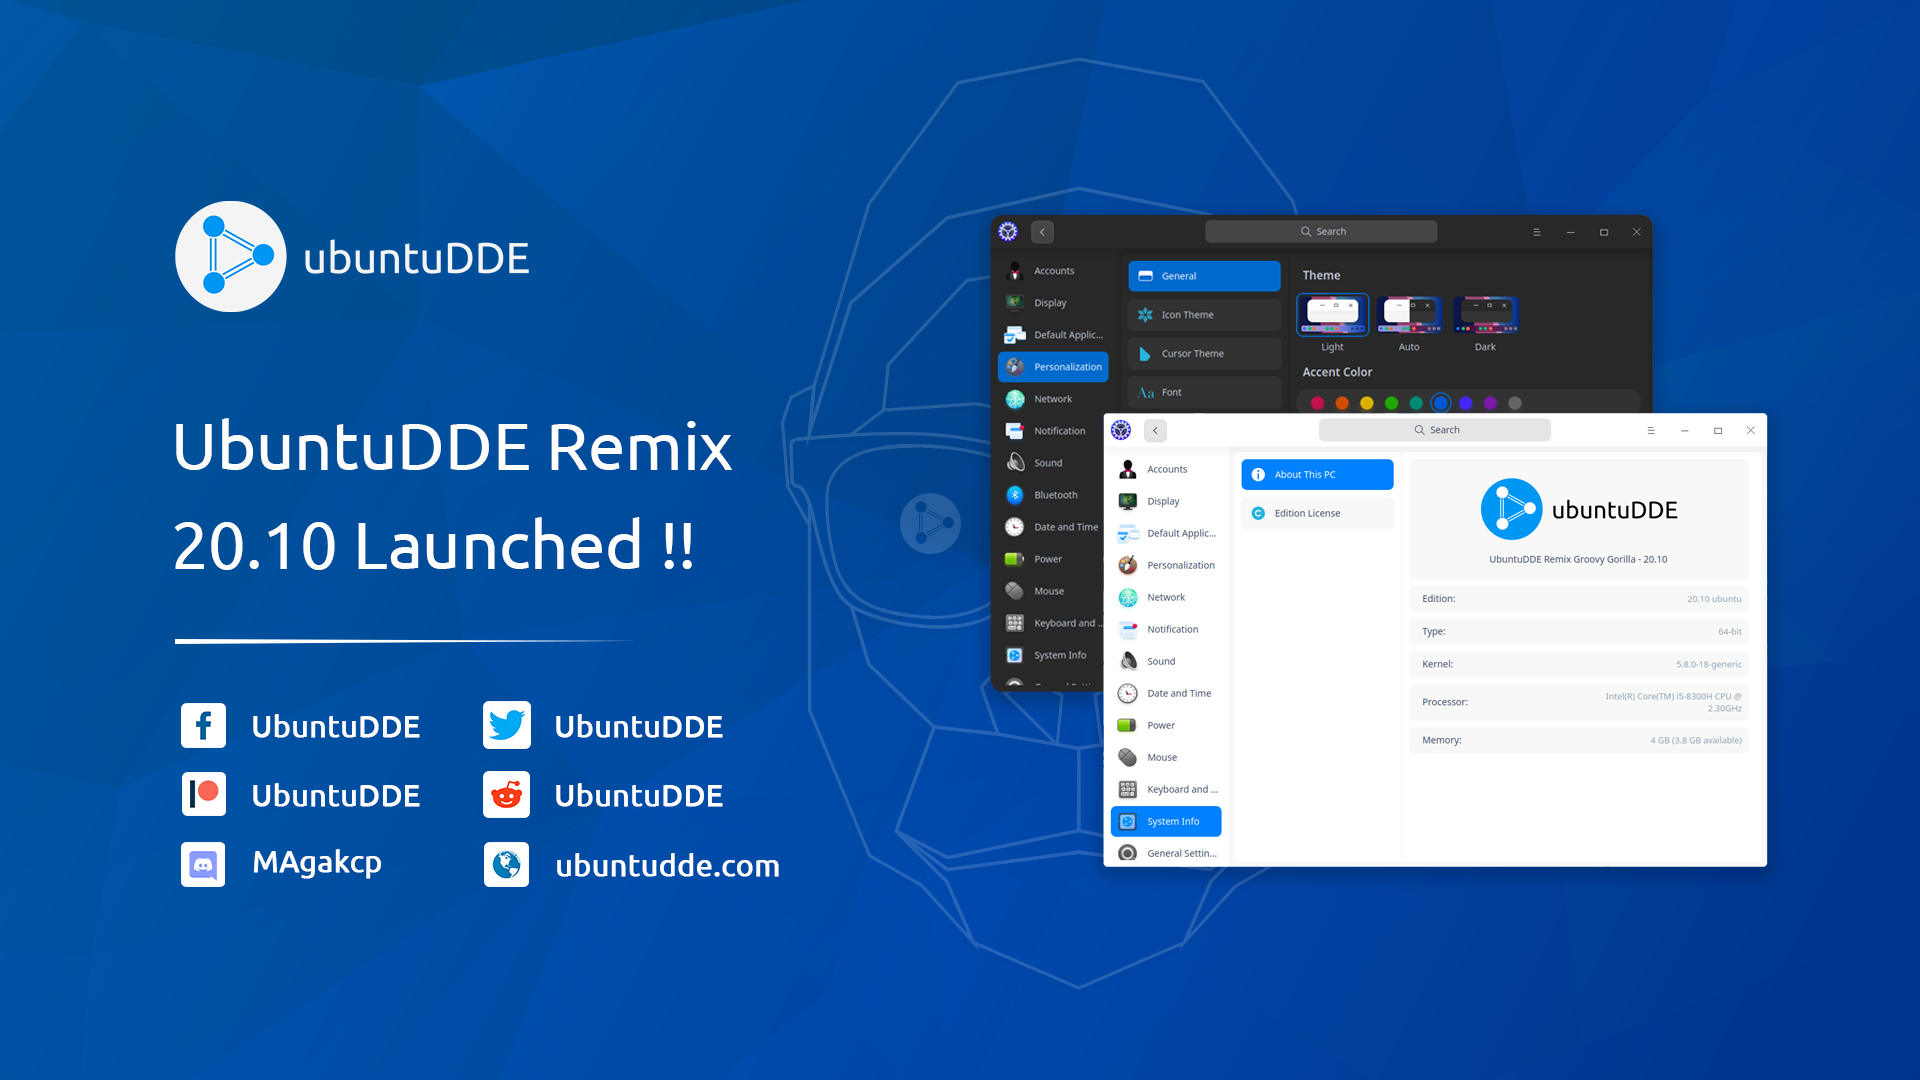 ubuntuDDE
UbuntuDDE Remix
20.10 Launched !!
UbuntuDDE
UbuntuDDE
UbuntuDDE
UbuntuDDE
MAgakcp
ubuntudde.com
Search
Accounts
Display
Default Applic...
Personalization
Network
Notification
Sound
Bluetooth
Date and Time
Power
Mouse
Keyboard and ...
System Info
General
Icon Theme
Cursor Theme
Aa Font
Theme
Light Auto Dark
Accent Color
Search
Accounts
Display
Default Applic...
Personalization
Network
Notification
Sound
Date and Time
Power
Mouse
Keyboard and ...
System Info
General Settin...
About This PC
Edition License
ubuntuDDE
UbuntuDDE Remix Groovy Gorilla - 20.10
Edition: 20.10 ubuntu
Type: 64-bit
Kernel: 5.8.0-18-generic
Processor: Intel(R) Core(TM) i5-8300H CPU @
2.30GHz
Memory: 4 GB (3.8 GB available)